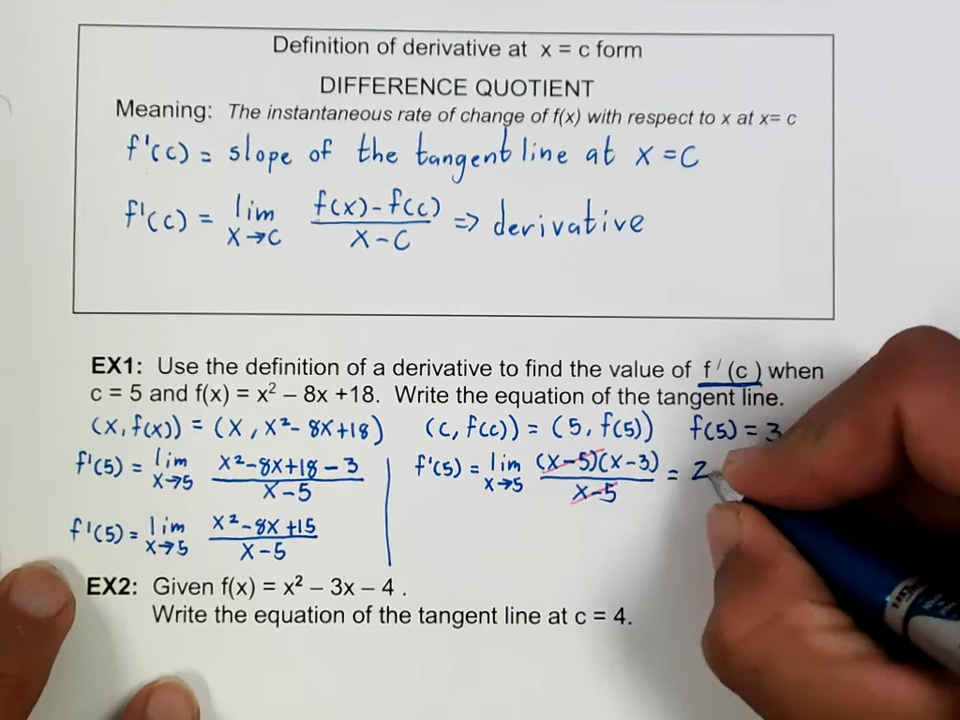 Definition of derivative at x = c form
DIFFERENCE QUOTIENT
Meaning: The instantaneous rate of change of f(x) with respect to x at x= c
f'(c) = slope of the tangent line at x = c
f'(c) = lim x→c (f(x) - f(c))/(x - c) ⇒ derivative
EX1: Use the definition of a derivative to find the value of f ′ (c ) when
c = 5 and f(x) = x² – 8x +18. Write the equation of the tangent line.
(x, f(x)) = (x, x² - 8x + 18) (c, f(c)) = (5, f(5)) f(5) = 3
f'(5) = lim x→5 (x² - 8x + 18 - 3)/(x - 5)
f'(5) = lim x→5 (x² - 8x + 15)/(x - 5)
f'(5) = lim x→5 ((x - 5)(x - 3))/(x - 5) = 2
EX2: Given f(x) = x² – 3x – 4 .
Write the equation of the tangent line at c = 4.